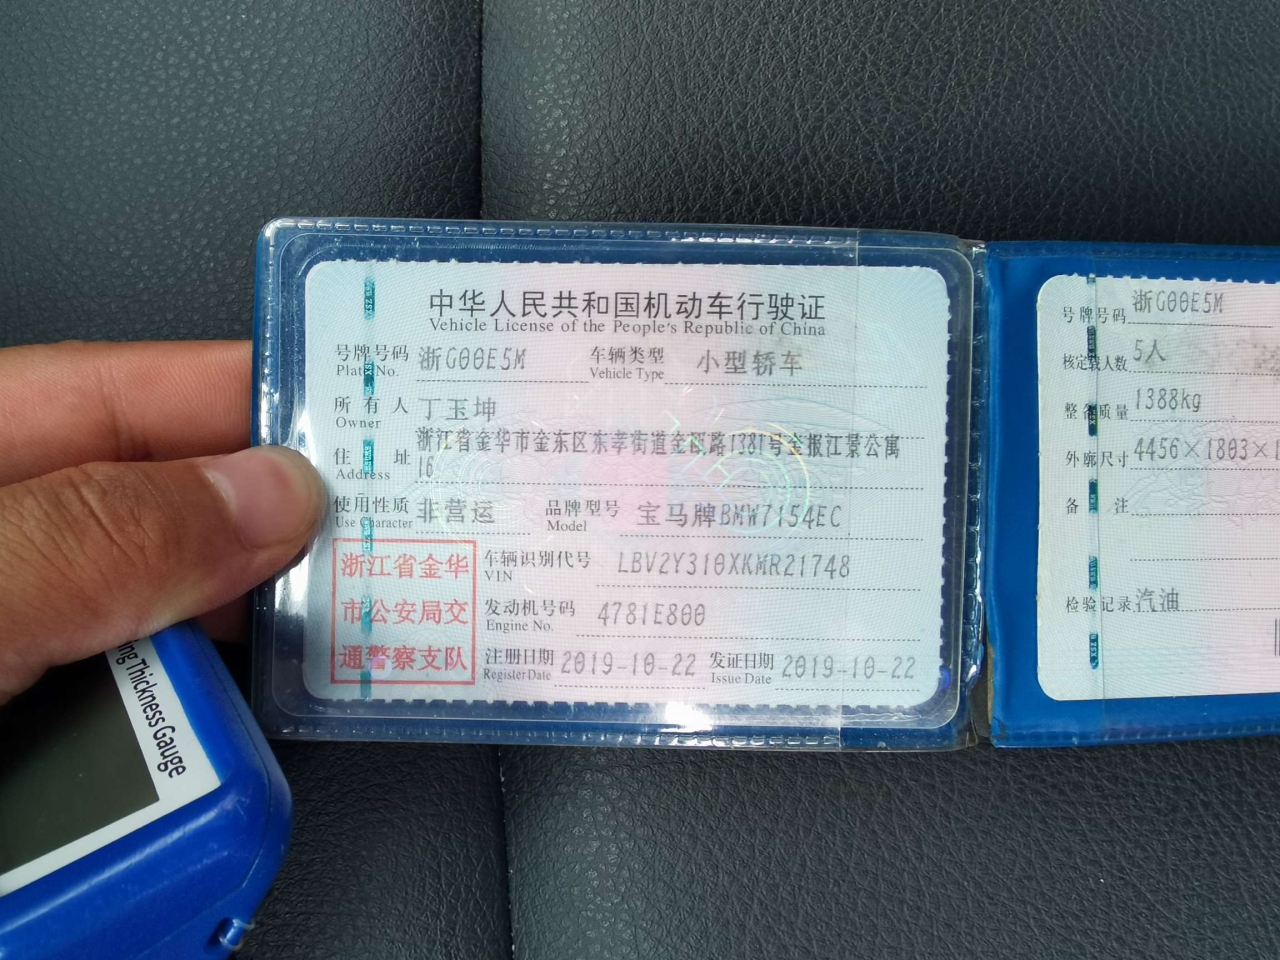 中华人民共和国机动车行驶证
Vehicle License of the People's Republic of China
号牌号码 浙G00E5M 车辆类型 小型轿车
Plate No. Vehicle Type
所有人 丁玉坤
Owner
浙江省金华市金东区东孝街道金瓯路1381号金报江景公寓
住址 16
Address
使用性质 非营运 品牌型号 宝马牌BMW7154EC
Use Character Model
浙江省金华
市公安局交
通警察支队
车辆识别代号 LBV2Y310XKMR21748
VIN
发动机号码 4781E800
Engine No.
注册日期 2019-10-22 发证日期 2019-10-22
Register Date Issue Date
号牌号码 浙G00E5M
核定载人数 5人
整备质量 1388kg
外廓尺寸 4456×1803×1
备注
检验记录 汽油
ing Thickness Gauge